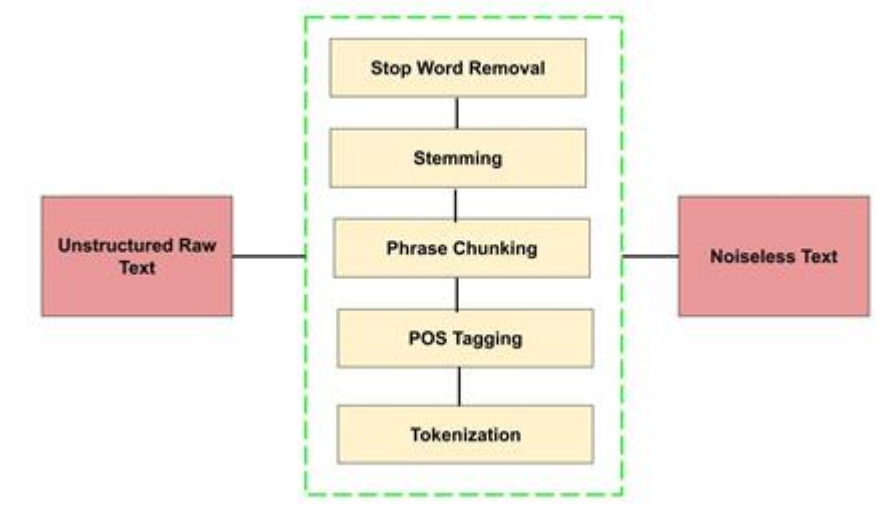 Stop Word Removal
Stemming
Unstructured Raw
Text
Phrase Chunking
Noiseless Text
POS Tagging
Tokenization